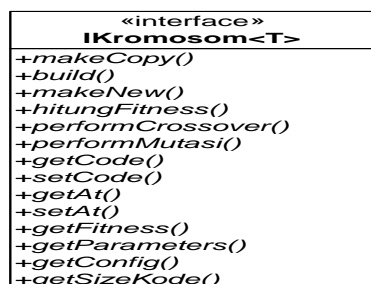 «interface»
IKromosom<T>
+makeCopy()
+build()
+makeNew()
+hitungFitness()
+performCrossover()
+performMutasi()
+getCode()
+setCode()
+getAt()
+setAt()
+getFitness()
+getParameters()
+getConfig()
+getSizeKode()